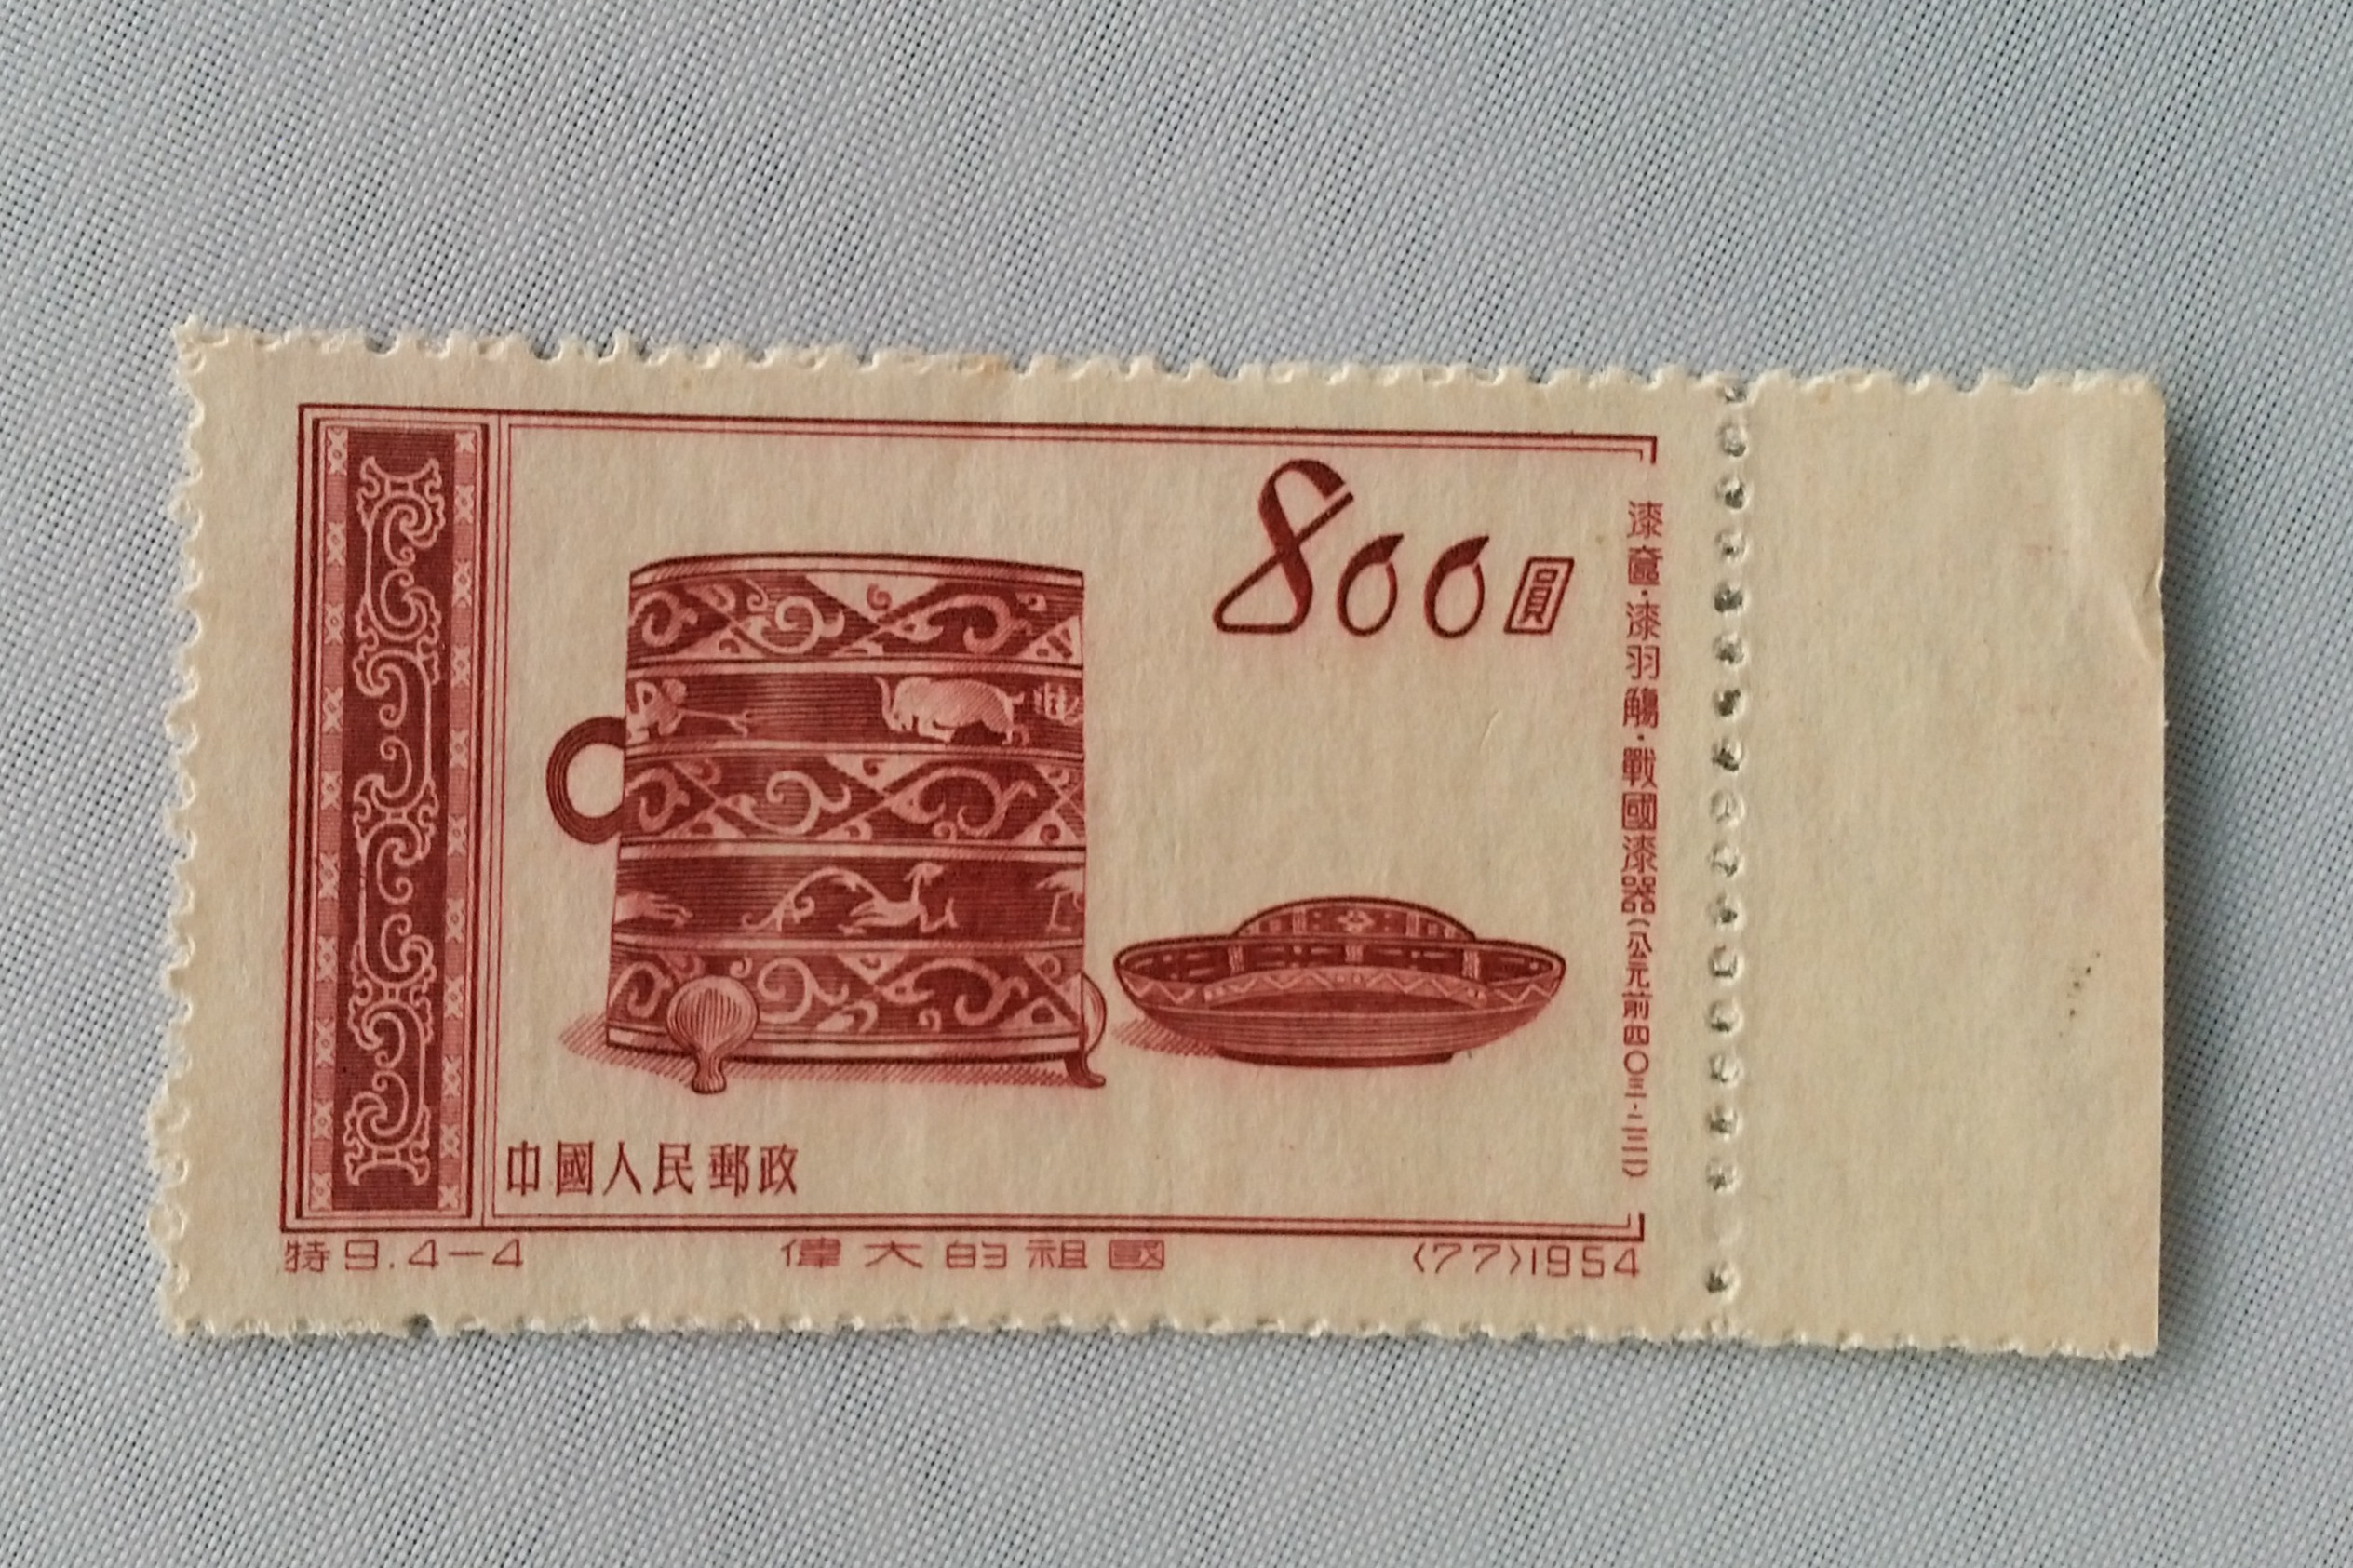 800圓
漆奩·漆羽觴·戰國漆器(公元前四〇三-二二一)
中國人民郵政
特9.4-4
偉大的祖國
(77)1954